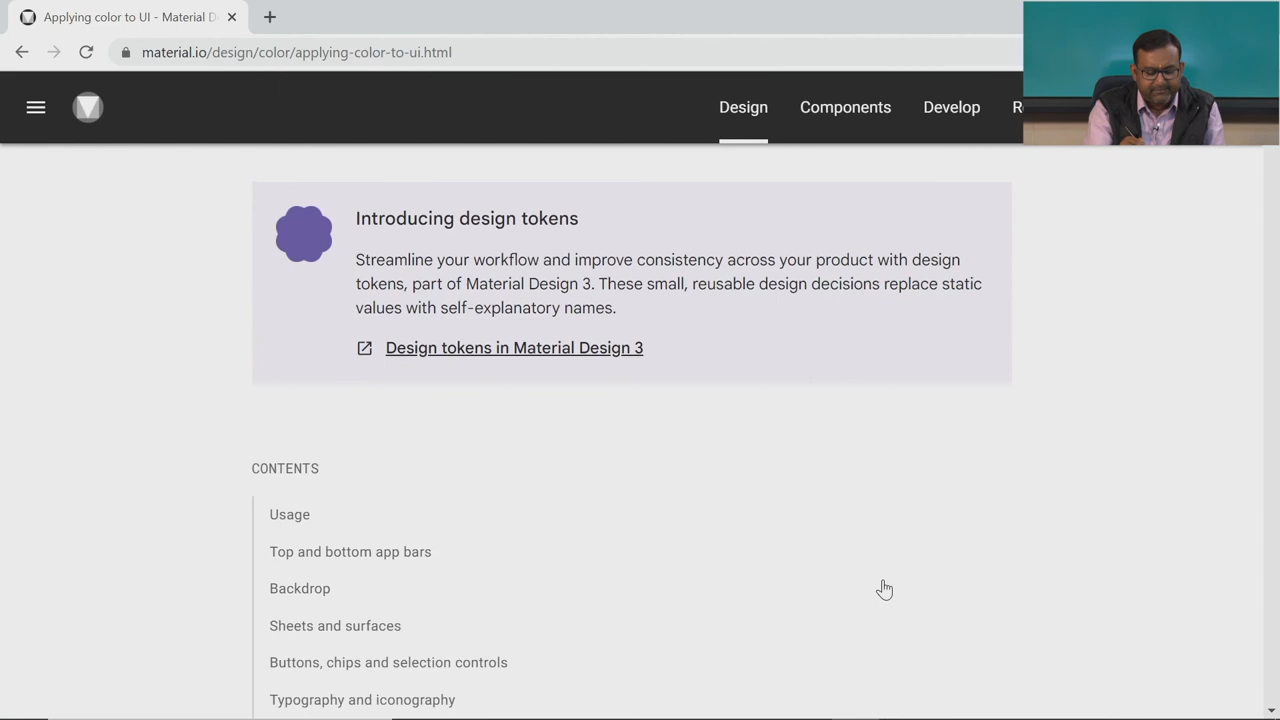 Applying color to UI - Material D
material.io/design/color/applying-color-to-ui.html
Design
Components
Develop
R
Introducing design tokens
Streamline your workflow and improve consistency across your product with design
tokens, part of Material Design 3. These small, reusable design decisions replace static
values with self-explanatory names.
Design tokens in Material Design 3
CONTENTS
Usage
Top and bottom app bars
Backdrop
Sheets and surfaces
Buttons, chips and selection controls
Typography and iconography